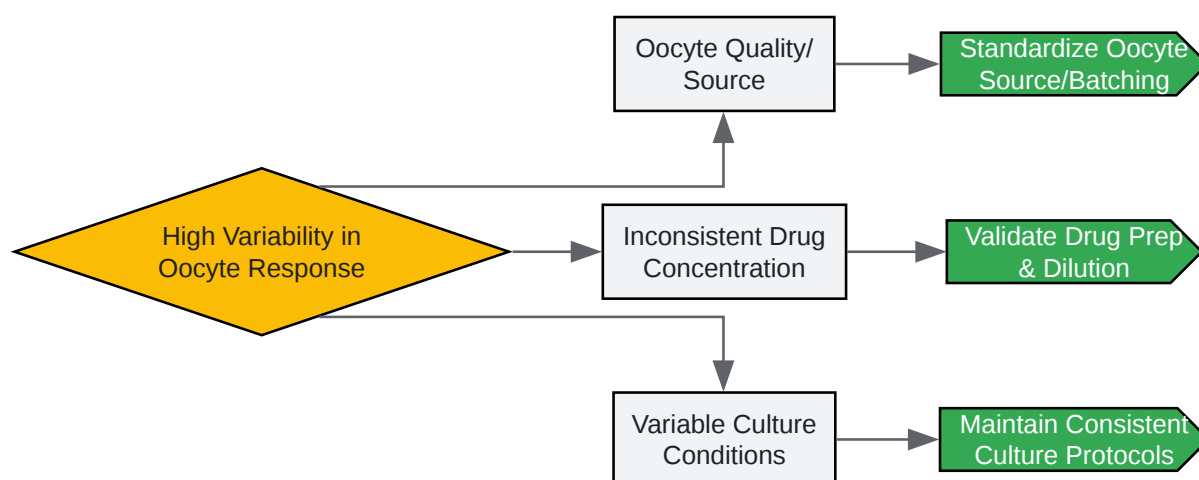 Oocyte Quality/
Source
Standardize Oocyte
Source/Batching
High Variability in
Oocyte Response
Inconsistent Drug
Concentration
Validate Drug Prep
& Dilution
Variable Culture
Conditions
Maintain Consistent
Culture Protocols